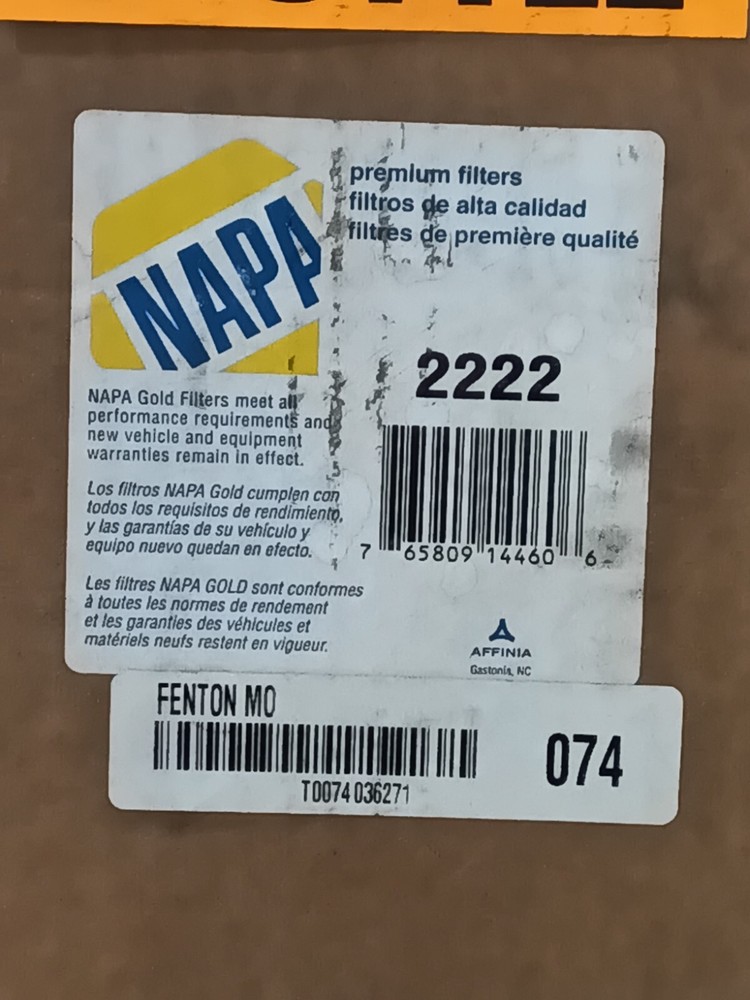 NAPA
premium filters
filtros de alta calidad
filtres de première qualité
2222
7 65809 14460 6
NAPA Gold Filters meet all
performance requirements and
new vehicle and equipment
warranties remain in effect.
Los filtros NAPA Gold cumplen con
todos los requisitos de rendimiento,
y las garantías de su vehículo y
equipo nuevo quedan en efecto.
Les filtres NAPA GOLD sont conformes
à toutes les normes de rendement
et les garanties des véhicules et
matériels neufs restent en vigueur.
AFFINIA
Gastonia, NC
FENTON MO
T0074036271
074